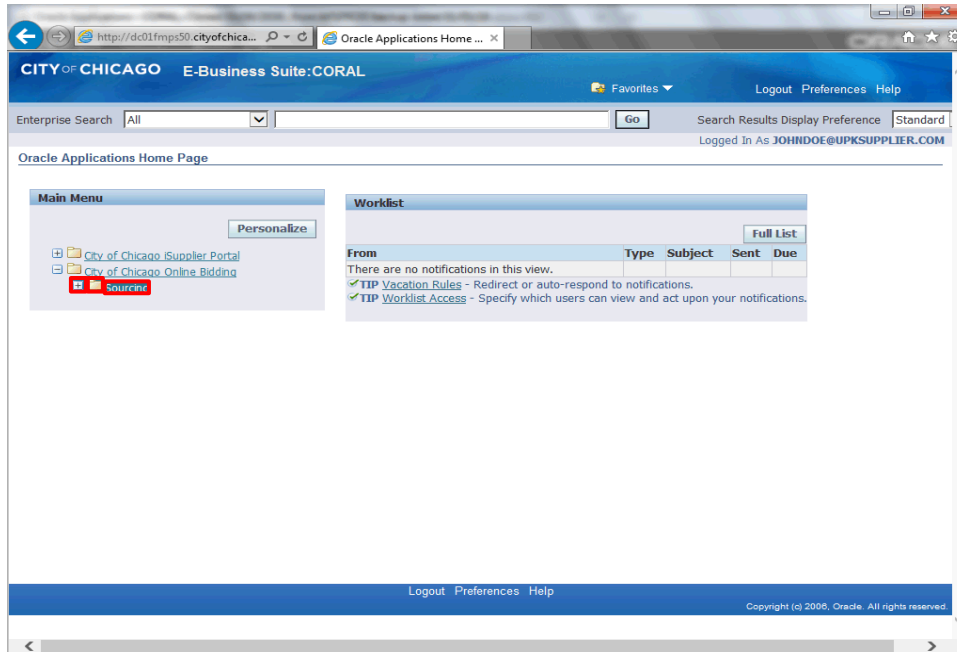 http://dc01fmps50.cityofchica...
Oracle Applications Home ...
CITY OF CHICAGO E-Business Suite:CORAL
Favorites
Logout Preferences Help
Enterprise Search All Go Search Results Display Preference Standard
Logged In As JOHNDOE@UPKSUPPLIER.COM
Oracle Applications Home Page
Main Menu
Personalize
City of Chicago iSupplier Portal
City of Chicago Online Bidding
Sourcing
Worklist
Full List
From Type Subject Sent Due
There are no notifications in this view.
TIP Vacation Rules - Redirect or auto-respond to notifications.
TIP Worklist Access - Specify which users can view and act upon your notifications.
Logout Preferences Help
Copyright (c) 2006, Oracle. All rights reserved.